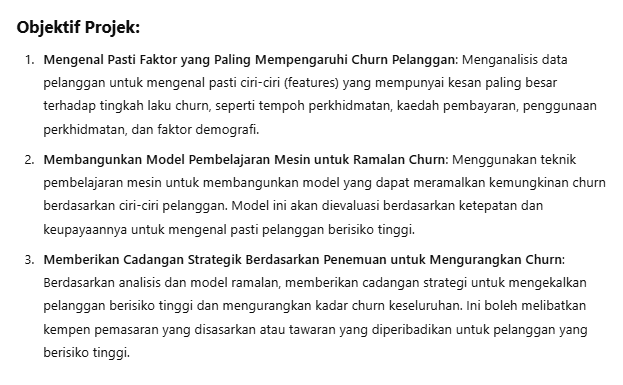 Objektif Projek:
1. Mengenal Pasti Faktor yang Paling Mempengaruhi Churn Pelanggan: Menganalisis data
pelanggan untuk mengenal pasti ciri-ciri (features) yang mempunyai kesan paling besar
terhadap tingkah laku churn, seperti tempoh perkhidmatan, kaedah pembayaran, penggunaan
perkhidmatan, dan faktor demografi.
2. Membangunkan Model Pembelajaran Mesin untuk Ramalan Churn: Menggunakan teknik
pembelajaran mesin untuk membangunkan model yang dapat meramalkan kemungkinan churn
berdasarkan ciri-ciri pelanggan. Model ini akan dievaluasi berdasarkan ketepatan dan
keupayaannya untuk mengenal pasti pelanggan berisiko tinggi.
3. Memberikan Cadangan Strategik Berdasarkan Penemuan untuk Mengurangkan Churn:
Berdasarkan analisis dan model ramalan, memberikan cadangan strategi untuk mengekalkan
pelanggan berisiko tinggi dan mengurangkan kadar churn keseluruhan. Ini boleh melibatkan
kempen pemasaran yang disasarkan atau tawaran yang diperibadikan untuk pelanggan yang
berisiko tinggi.